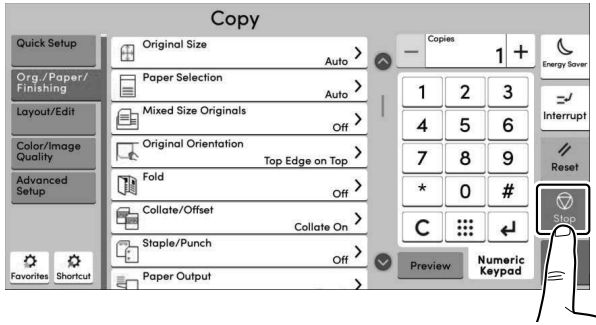 Copy
Quick Setup
Org./Paper/
Finishing
Layout/Edit
Color/Image
Quality
Advanced
Setup
Favorites
Shortcut
Original Size
Auto
Paper Selection
Auto
Mixed Size Originals
Off
Original Orientation
Top Edge on Top
Fold
Off
Collate/Offset
Collate On
Staple/Punch
Off
Paper Output
Copies
− 1 +
1 2 3
4 5 6
7 8 9
* 0 #
C
Preview
Numeric
Keypad
Energy Saver
Interrupt
Reset
Stop